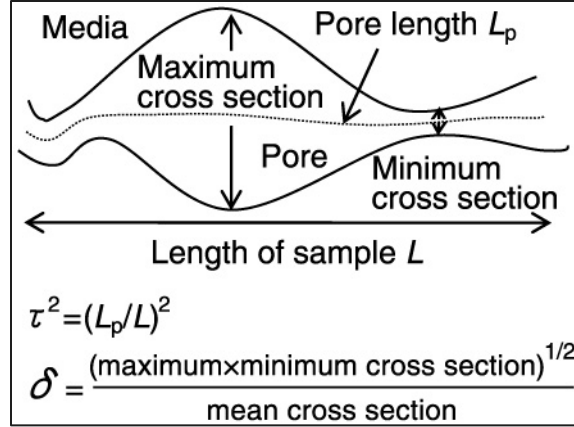 Media
Pore length Lp
Maximum
cross section
Pore
Minimum
cross section
Length of sample L
τ²=(Lp/L)²
δ = (maximum×minimum cross section)^1/2
mean cross section